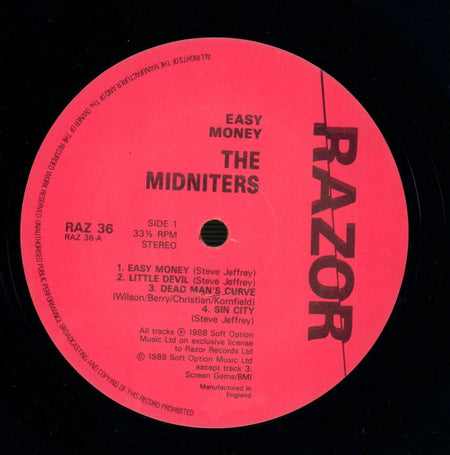 ALL RIGHTS OF THE MANUFACTURER AND OF THE OWNER OF THE RECORDED WORK RESERVED UNAUTHORISED PUBLIC PERFORMANCE BROADCASTING AND COPYING OF THIS RECORD PROHIBITED
EASY
MONEY
THE
MIDNITERS
RAZOR
RAZ 36
RAZ 36-A
SIDE 1
33⅓ RPM
STEREO
1. EASY MONEY (Steve Jeffrey)
2. LITTLE DEVIL (Steve Jeffrey)
3. DEAD MAN'S CURVE
(Wilson/Berry/Christian/Kornfield)
4. SIN CITY
(Steve Jeffrey)
All tracks Ⓟ 1988 Soft Option
Music Ltd on exclusive license
to Razor Records Ltd
© 1988 Soft Option Music Ltd
except track 3:
Screen Gems/BMI
Manufactured in
England